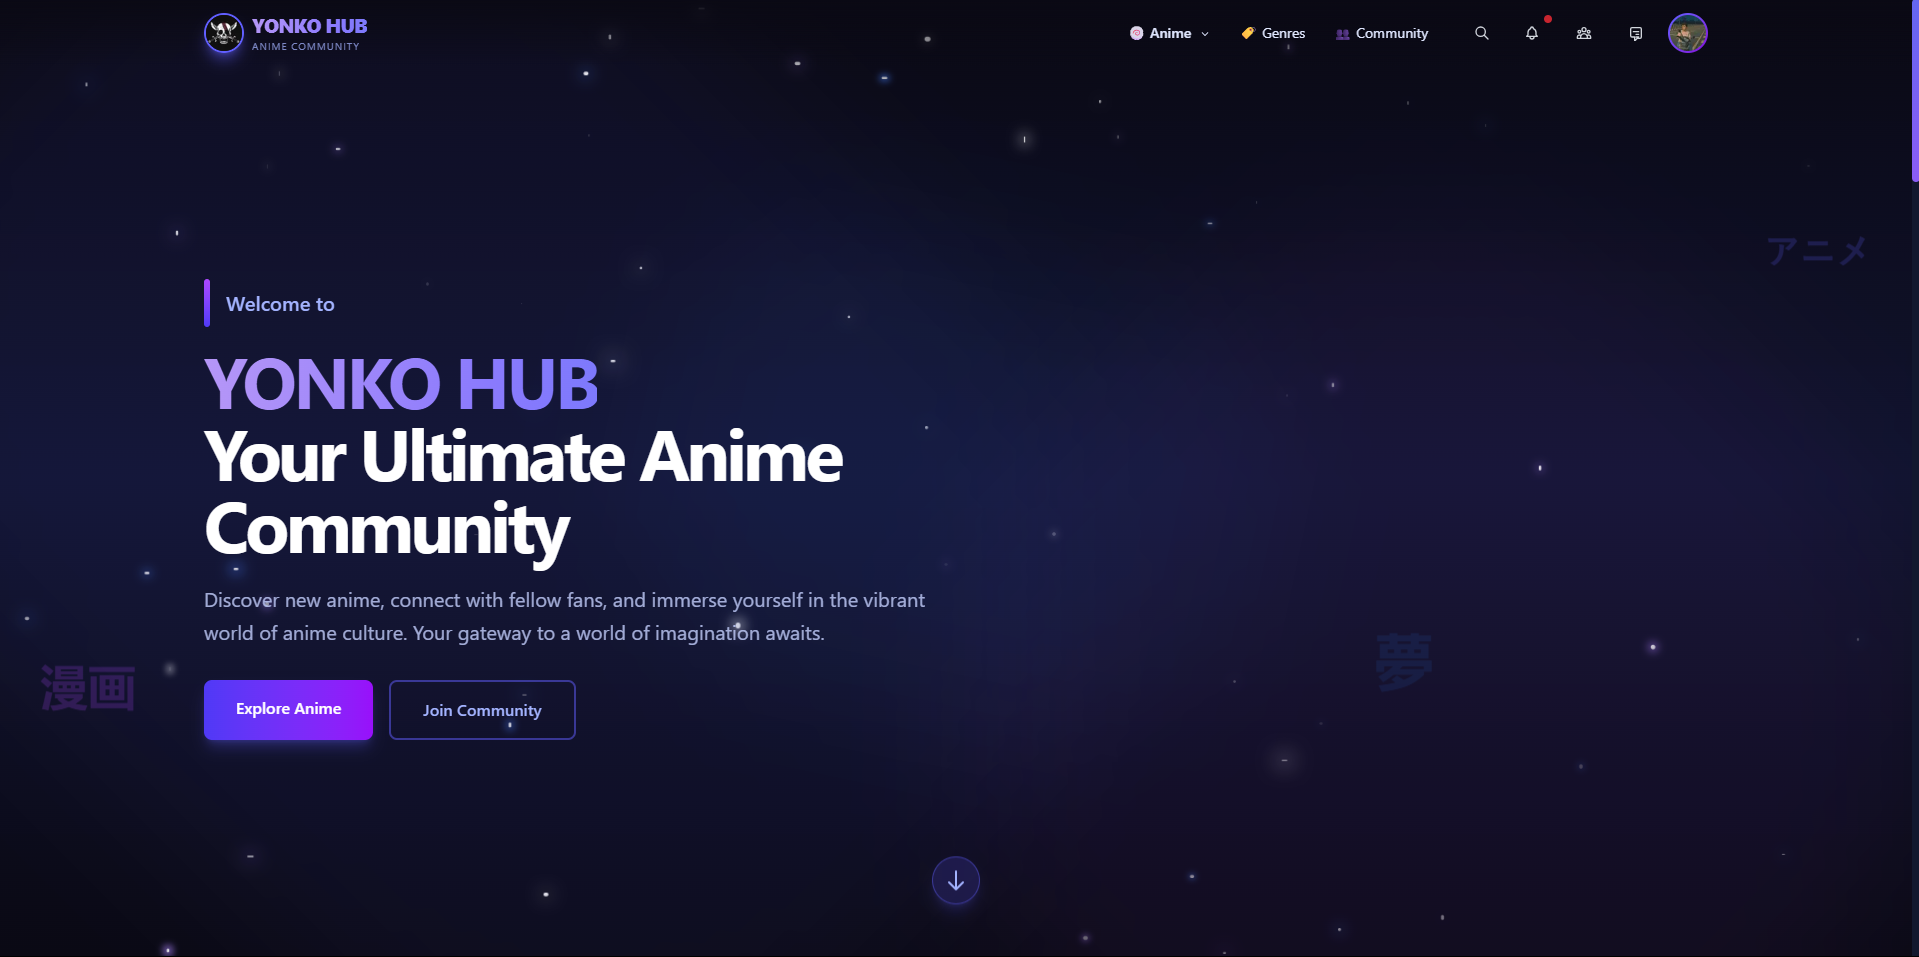 YONKO HUB
ANIME COMMUNITY
Anime
Genres
Community
アニメ
Welcome to
YONKO HUB
Your Ultimate Anime
Community
Discover new anime, connect with fellow fans, and immerse yourself in the vibrant
world of anime culture. Your gateway to a world of imagination awaits.
夢
漫画
Explore Anime
Join Community